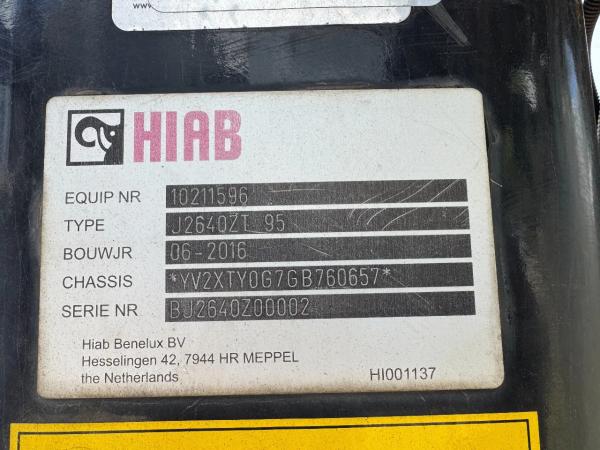 www
HIAB
EQUIP NR 10211596
TYPE J2640ZT 95
BOUWJR 06-2016
CHASSIS *YV2XTY0G7GB760657*
SERIE NR BJ2640Z00002
Hiab Benelux BV
Hesselingen 42, 7944 HR MEPPEL
the Netherlands HI001137